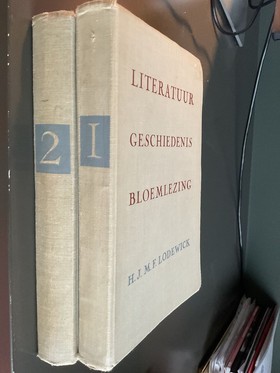 2
I
LITERATUUR
GESCHIEDENIS
BLOEMLEZING
H. J. M. F. LODEWICK